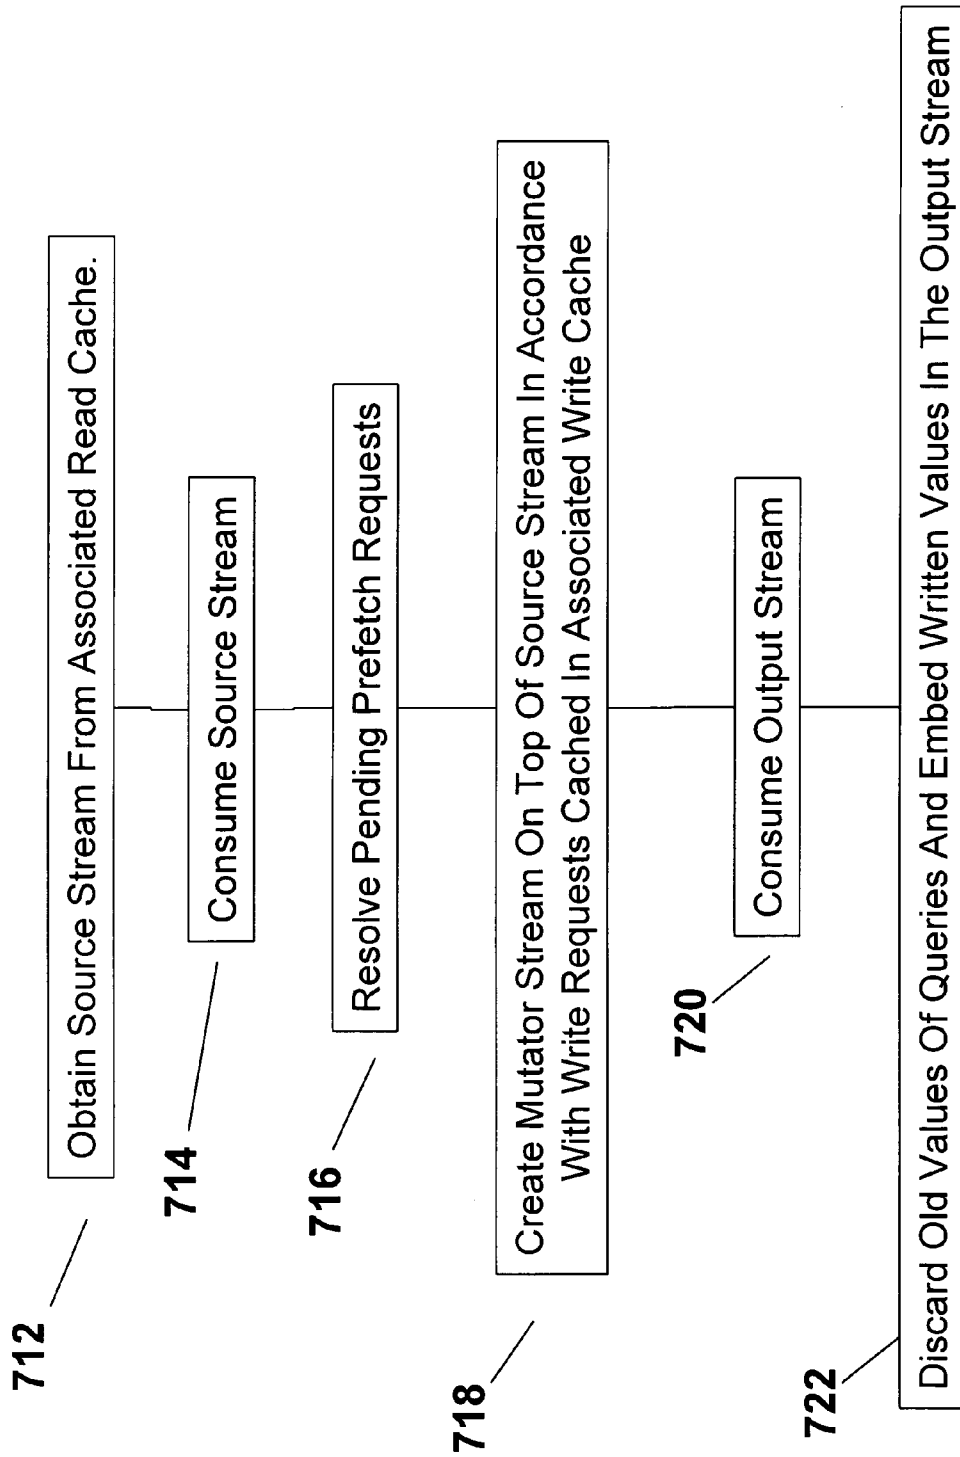 712
Obtain Source Stream From Associated Read Cache.
714
Consume Source Stream
716
Resolve Pending Prefetch Requests
718
Create Mutator Stream On Top Of Source Stream In Accordance
With Write Requests Cached In Associated Write Cache
720
Consume Output Stream
722
Discard Old Values Of Queries And Embed Written Values In The Output Stream